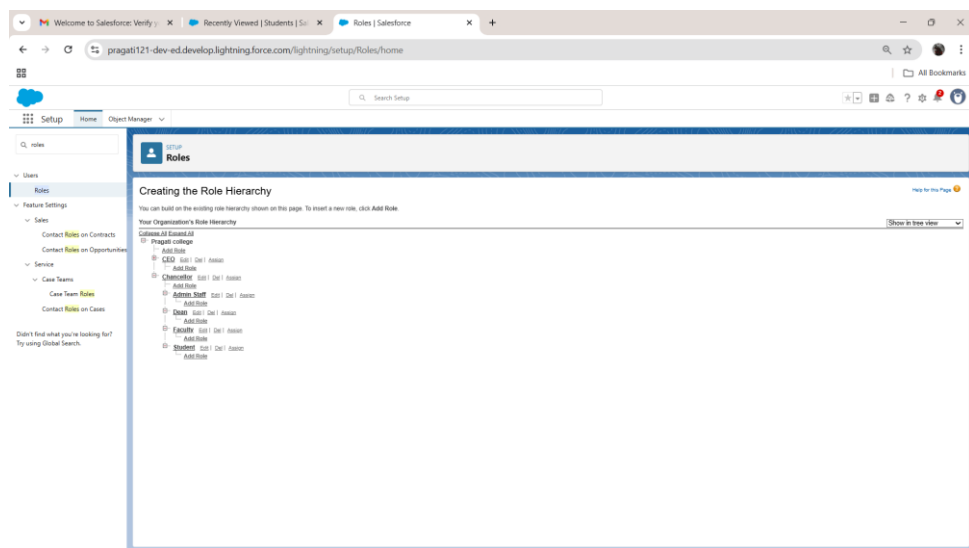 Welcome to Salesforce: Verify y
Recently Viewed | Students | Sal
Roles | Salesforce
pragati121-dev-ed.develop.lightning.force.com/lightning/setup/Roles/home
All Bookmarks
Search Setup
Setup Home Object Manager
roles
Users
Roles
Feature Settings
Sales
Contact Roles on Contracts
Contact Roles on Opportunities
Service
Case Teams
Case Team Roles
Contact Roles on Cases
Didn't find what you're looking for?
Try using Global Search.
SETUP
Roles
Creating the Role Hierarchy
Help for this Page
You can build on the existing role hierarchy shown on this page. To insert a new role, click Add Role.
Your Organization's Role Hierarchy
Show in tree view
Collapse All Expand All
Pragati college
Add Role
CEO Edit | Del | Assign
Add Role
Chancellor Edit | Del | Assign
Add Role
Admin Staff Edit | Del | Assign
Add Role
Dean Edit | Del | Assign
Add Role
Faculty Edit | Del | Assign
Add Role
Student Edit | Del | Assign
Add Role